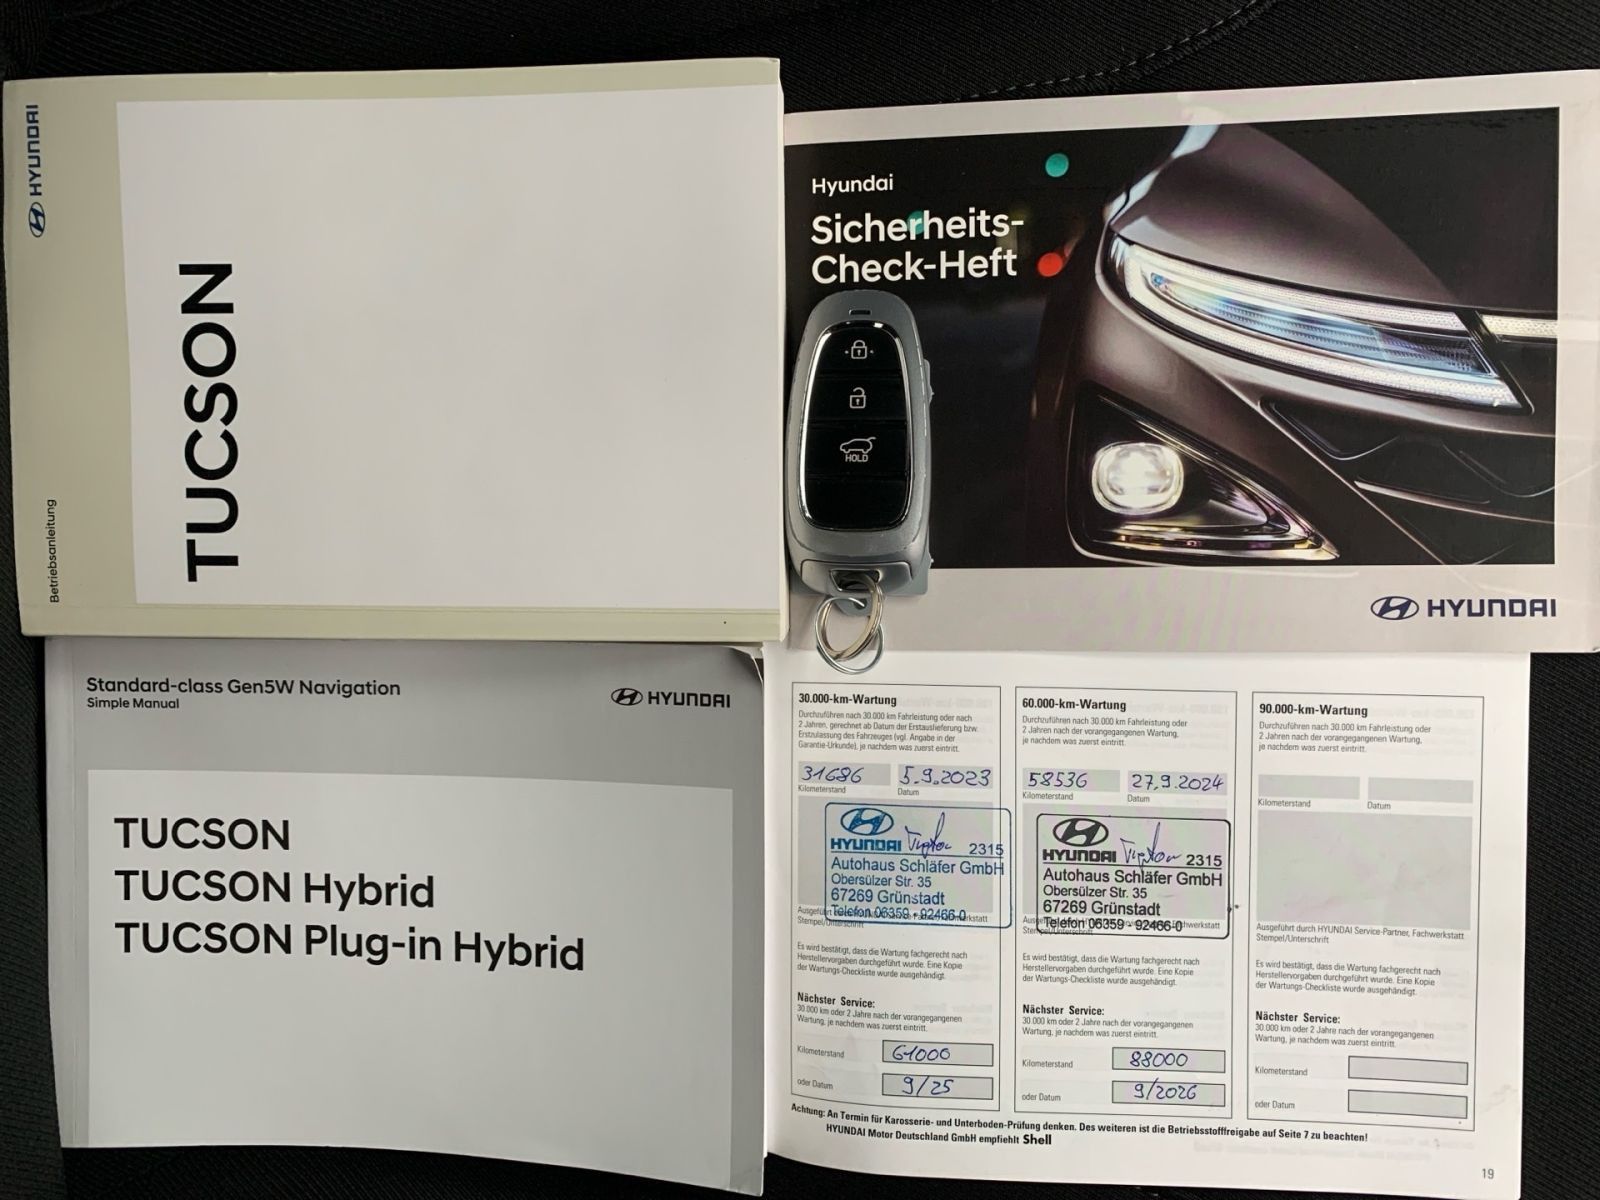 HYUNDAI
TUCSON
Betriebsanleitung
Hyundai
Sicherheits-
Check-Heft
HOLD
HYUNDAI
Standard-class Gen5W Navigation
Simple Manual
HYUNDAI
TUCSON
TUCSON Hybrid
TUCSON Plug-in Hybrid
30.000-km-Wartung
Durchzuführen nach 30.000 km Fahrleistung oder nach
2 Jahren, gerechnet ab Datum der Erstauslieferung bzw.
Erstzulassung des Fahrzeuges (vgl. Angabe in der
Garantie-Urkunde), je nachdem was zuerst eintritt.
31686 5.9.2023
Kilometerstand Datum
HYUNDAI 2315
Autohaus Schläfer GmbH
Obersülzer Str. 35
67269 Grünstadt
Telefon 06359 - 92466-0
Stempel/Unterschrift
Es wird bestätigt, dass die Wartung fachgerecht nach
Herstellervorgaben durchgeführt wurde. Eine Kopie
der Wartungs-Checkliste wurde ausgehändigt.
Nächster Service:
30.000 km oder 2 Jahre nach der vorangegangenen
Wartung, je nachdem was zuerst eintritt.
Kilometerstand 61000
oder Datum 9/25
60.000-km-Wartung
Durchzuführen nach 30.000 km Fahrleistung oder
2 Jahre nach der vorangegangenen Wartung,
je nachdem was zuerst eintritt.
58536 27.9.2024
Kilometerstand Datum
HYUNDAI 2315
Autohaus Schläfer GmbH
Obersülzer Str. 35
67269 Grünstadt
Telefon 06359 - 92466-0
Stempel/Unterschrift
Es wird bestätigt, dass die Wartung fachgerecht nach
Herstellervorgaben durchgeführt wurde. Eine Kopie
der Wartungs-Checkliste wurde ausgehändigt.
Nächster Service:
30.000 km oder 2 Jahre nach der vorangegangenen
Wartung, je nachdem was zuerst eintritt.
Kilometerstand 88000
oder Datum 9/2026
90.000-km-Wartung
Durchzuführen nach 30.000 km Fahrleistung oder
2 Jahre nach der vorangegangenen Wartung,
je nachdem was zuerst eintritt.
Kilometerstand Datum
Ausgeführt durch HYUNDAI Service-Partner, Fachwerkstatt
Stempel/Unterschrift
Es wird bestätigt, dass die Wartung fachgerecht nach
Herstellervorgaben durchgeführt wurde. Eine Kopie
der Wartungs-Checkliste wurde ausgehändigt.
Nächster Service:
30.000 km oder 2 Jahre nach der vorangegangenen
Wartung, je nachdem was zuerst eintritt.
Kilometerstand
oder Datum
Achtung: An Termin für Karosserie- und Unterboden-Prüfung denken. Des weiteren ist die Betriebsstofffreigabe auf Seite 7 zu beachten!
HYUNDAI Motor Deutschland GmbH empfiehlt Shell
19